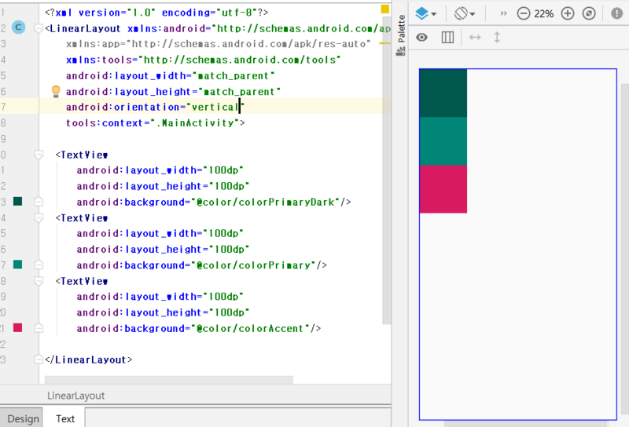 <?xml version="1.0" encoding="utf-8"?>
<LinearLayout xmlns:android="http://schemas.android.com/ap
xmlns:app="http://schemas.android.com/apk/res-auto"
xmlns:tools="http://schemas.android.com/tools"
android:layout_width="match_parent"
android:layout_height="match_parent"
android:orientation="vertical"
tools:context=".MainActivity">
<TextView
android:layout_width="100dp"
android:layout_height="100dp"
android:background="@color/colorPrimaryDark"/>
<TextView
android:layout_width="100dp"
android:layout_height="100dp"
android:background="@color/colorPrimary"/>
<TextView
android:layout_width="100dp"
android:layout_height="100dp"
android:background="@color/colorAccent"/>
</LinearLayout>
LinearLayout
Design Text
Palette
» 22%